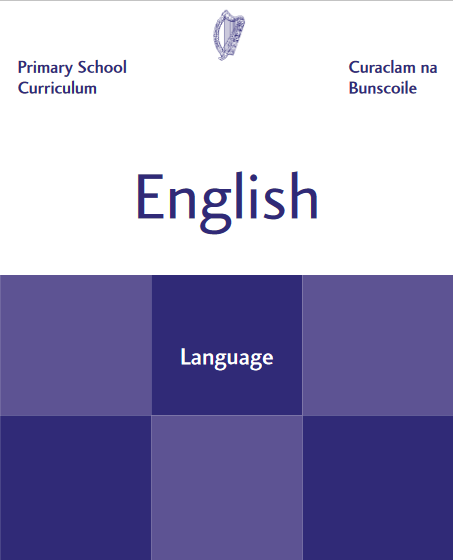 Primary School
Curriculum
Curaclam na
Bunscoile
English
Language